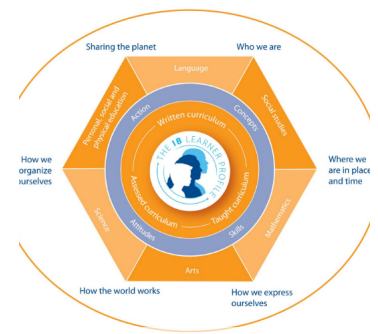 Sharing the planet
Who we are
Language
Personal, social and
physical education
Social studies
Action
Concepts
Written curriculum
THE IB LEARNER PROFILE
How we
organize
ourselves
Where we
are in place
and time
Assessed curriculum
Taught curriculum
Science
Attitudes
Skills
Mathematics
Arts
How the world works
How we express
ourselves